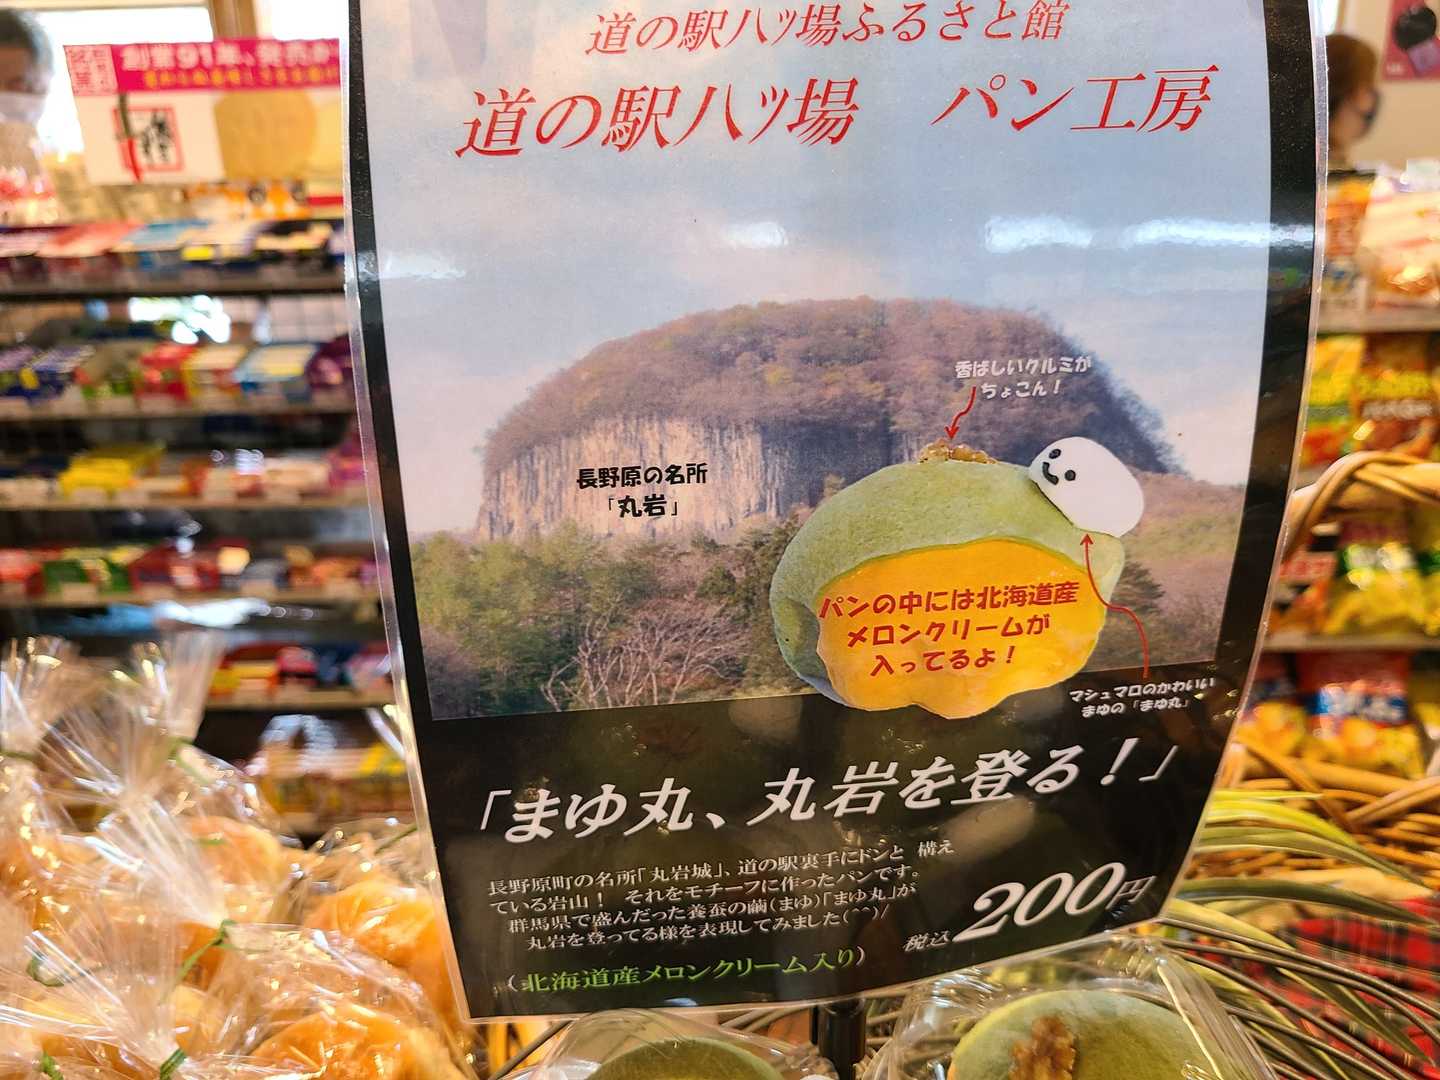 道の駅八ッ場ふるさと館
道の駅八ッ場　パン工房
香ばしいクルミが
ちょこん！
長野原の名所
「丸岩」
パンの中には北海道産
メロンクリームが
入ってるよ！
マシュマロのかわいい
まゆの「まゆ丸」
「まゆ丸、丸岩を登る！」
長野原町の名所「丸岩城」、道の駅裏手にドンと 構え
ている岩山！ それをモチーフに作ったパンです。
群馬県で盛んだった養蚕の繭(まゆ)「まゆ丸」が
丸岩を登ってる様を表現してみました(^^)/
税込 200円
(北海道産メロンクリーム入り)
創業91年、発売か